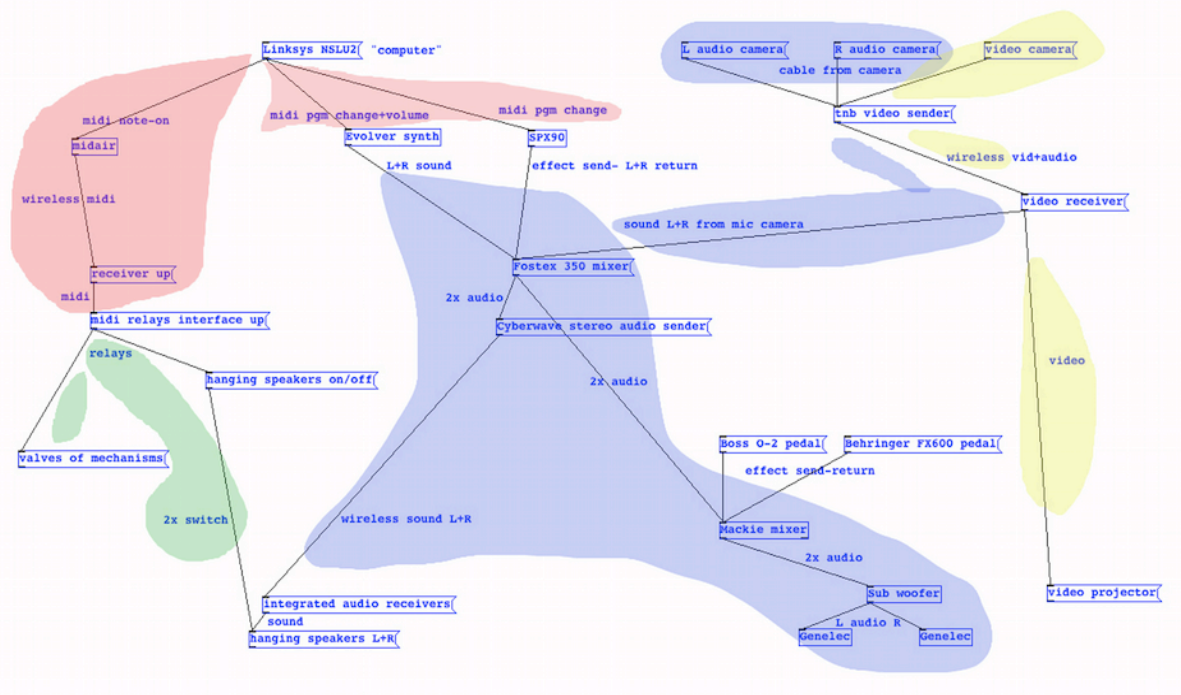 Linksys NSLU2 "computer"
L audio camera
R audio camera
video camera
cable from camera
midi pgm change
midi pgm change+volume
tnb video sender
midi note-on
midair
Evolver synth
SPX90
L+R sound
effect send- L+R return
wireless vid+audio
wireless midi
video receiver
sound L+R from mic camera
receiver up
Fostex 350 mixer
midi
2x audio
midi relays interface up
Cyberwave stereo audio sender
relays
video
hanging speakers on/off
2x audio
Boss O-2 pedal
Behringer FX600 pedal
valves of mechanisms
effect send-return
2x switch
wireless sound L+R
Mackie mixer
2x audio
Sub woofer
video projector
integrated audio receivers
sound
L audio R
hanging speakers L+R
Genelec
Genelec